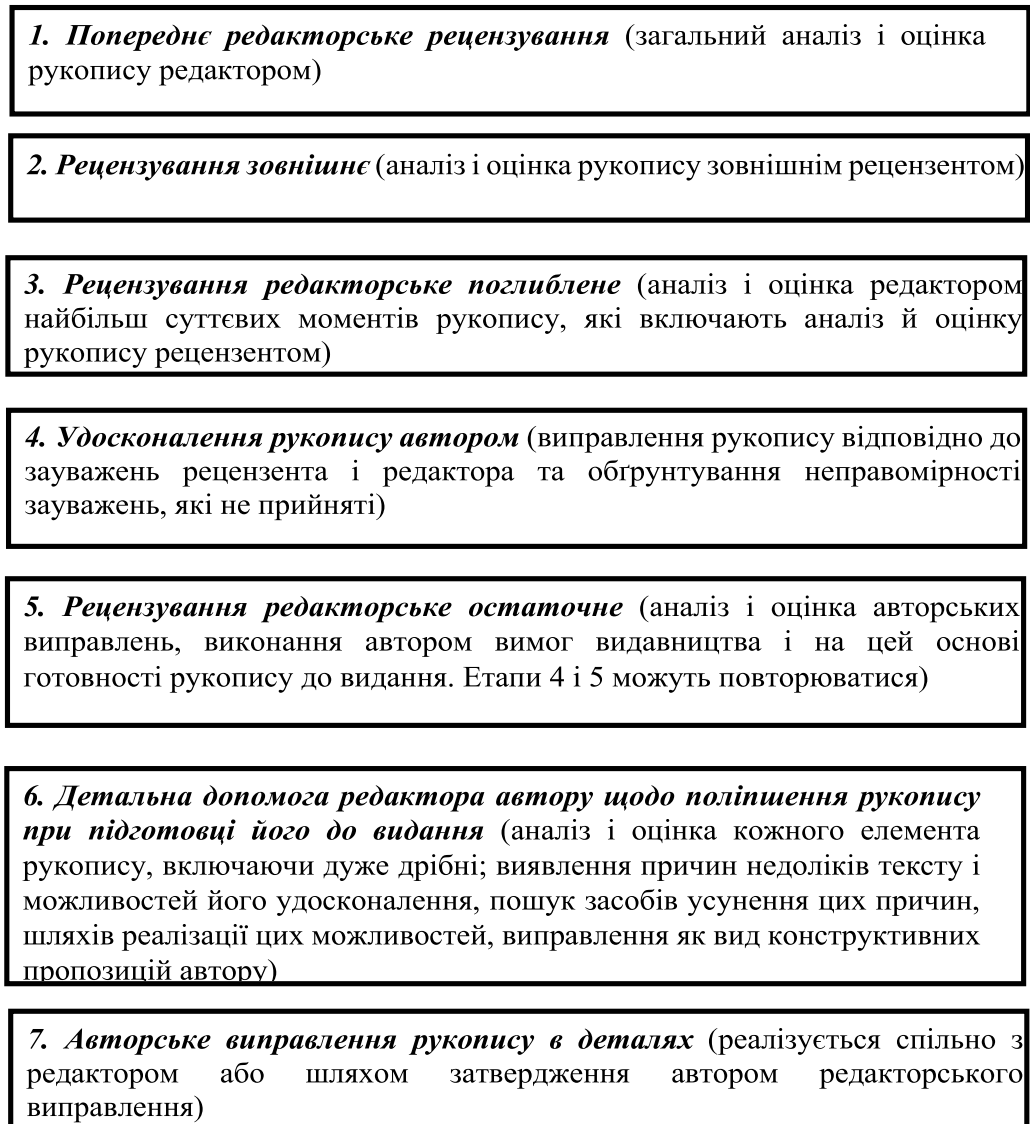 1. Попереднє редакторське рецензування (загальний аналіз і оцінка
рукопису редактором)
2. Рецензування зовнішнє (аналіз і оцінка рукопису зовнішнім рецензентом)
3. Рецензування редакторське поглиблене (аналіз і оцінка редактором
найбільш суттєвих моментів рукопису, які включають аналіз й оцінку
рукопису рецензентом)
4. Удосконалення рукопису автором (виправлення рукопису відповідно до
зауважень рецензента і редактора та обґрунтування неправомірності
зауважень, які не прийняті)
5. Рецензування редакторське остаточне (аналіз і оцінка авторських
виправлень, виконання автором вимог видавництва і на цей основі
готовності рукопису до видання. Етапи 4 і 5 можуть повторюватися)
6. Детальна допомога редактора автору щодо поліпшення рукопису
при підготовці його до видання (аналіз і оцінка кожного елемента
рукопису, включаючи дуже дрібні; виявлення причин недоліків тексту і
можливостей його удосконалення, пошук засобів усунення цих причин,
шляхів реалізації цих можливостей, виправлення як вид конструктивних
пропозицій автору)
7. Авторське виправлення рукопису в деталях (реалізується спільно з
редактором або шляхом затвердження автором редакторського
виправлення)